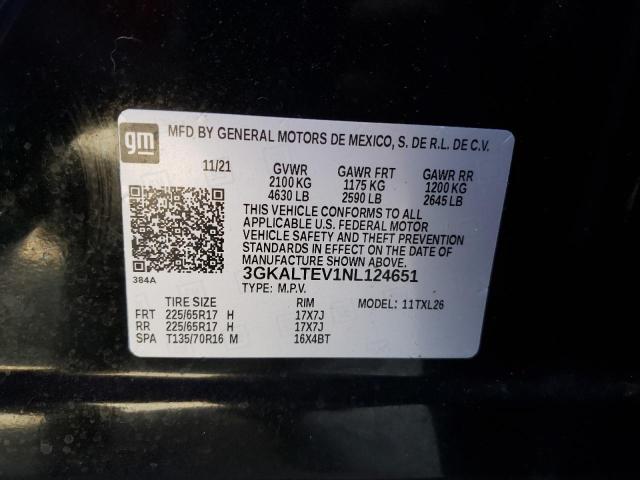 gm
MFD BY GENERAL MOTORS DE MEXICO, S. DE R.L. DE C.V.
11/21 GVWR GAWR FRT GAWR RR
2100 KG 1175 KG 1200 KG
4630 LB 2590 LB 2645 LB
THIS VEHICLE CONFORMS TO ALL
APPLICABLE U.S. FEDERAL MOTOR
VEHICLE SAFETY AND THEFT PREVENTION
STANDARDS IN EFFECT ON THE DATE OF
MANUFACTURE SHOWN ABOVE.
384A 3GKALTEV1NL124651
TYPE: M.P.V.
TIRE SIZE RIM MODEL: 11TXL26
FRT 225/65R17 H 17X7J
RR 225/65R17 H 17X7J
SPA T135/70R16 M 16X4BT